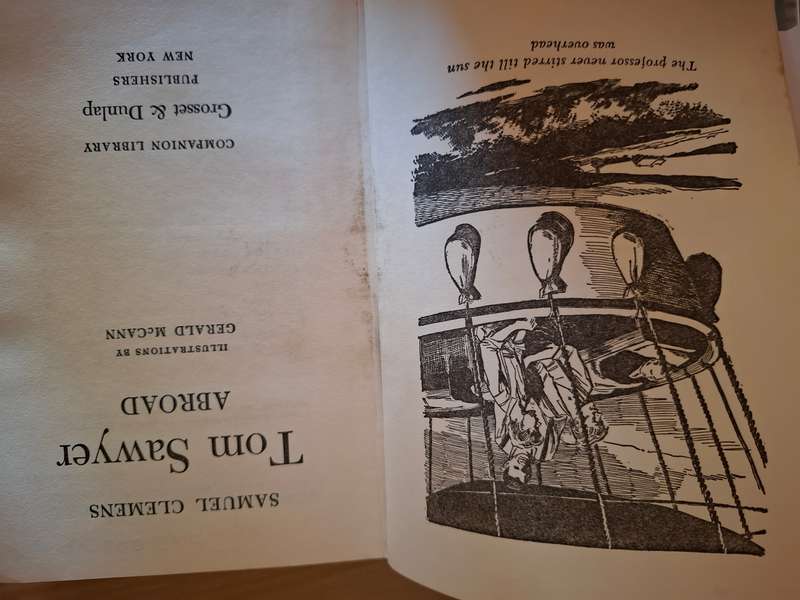 The professor never stirred till the sun
was overhead
SAMUEL CLEMENS
Tom Sawyer
ABROAD
ILLUSTRATIONS BY
GERALD McCANN
COMPANION LIBRARY
Grosset & Dunlap
PUBLISHERS
NEW YORK